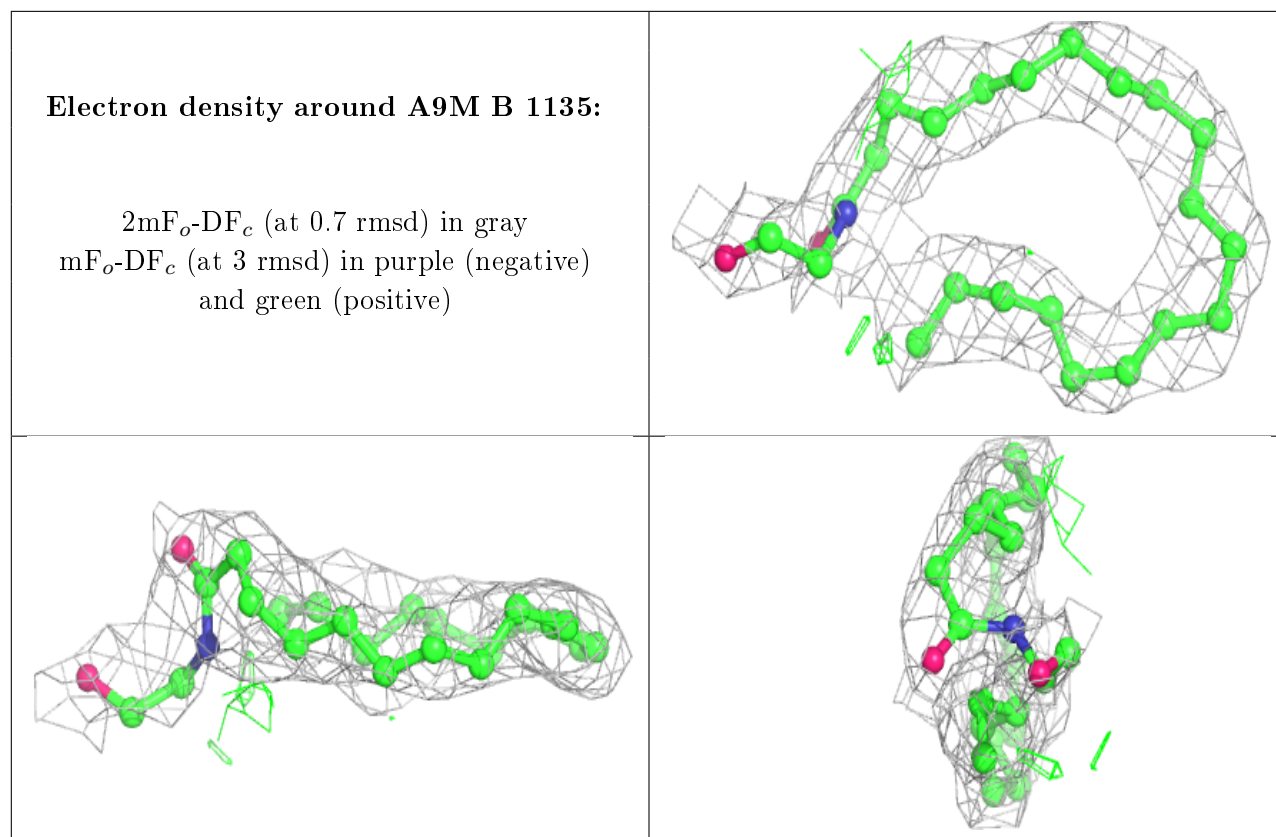 Electron density around A9M B 1135:
2mFₒ-DF𝒸 (at 0.7 rmsd) in gray
mFₒ-DF𝒸 (at 3 rmsd) in purple (negative)
and green (positive)